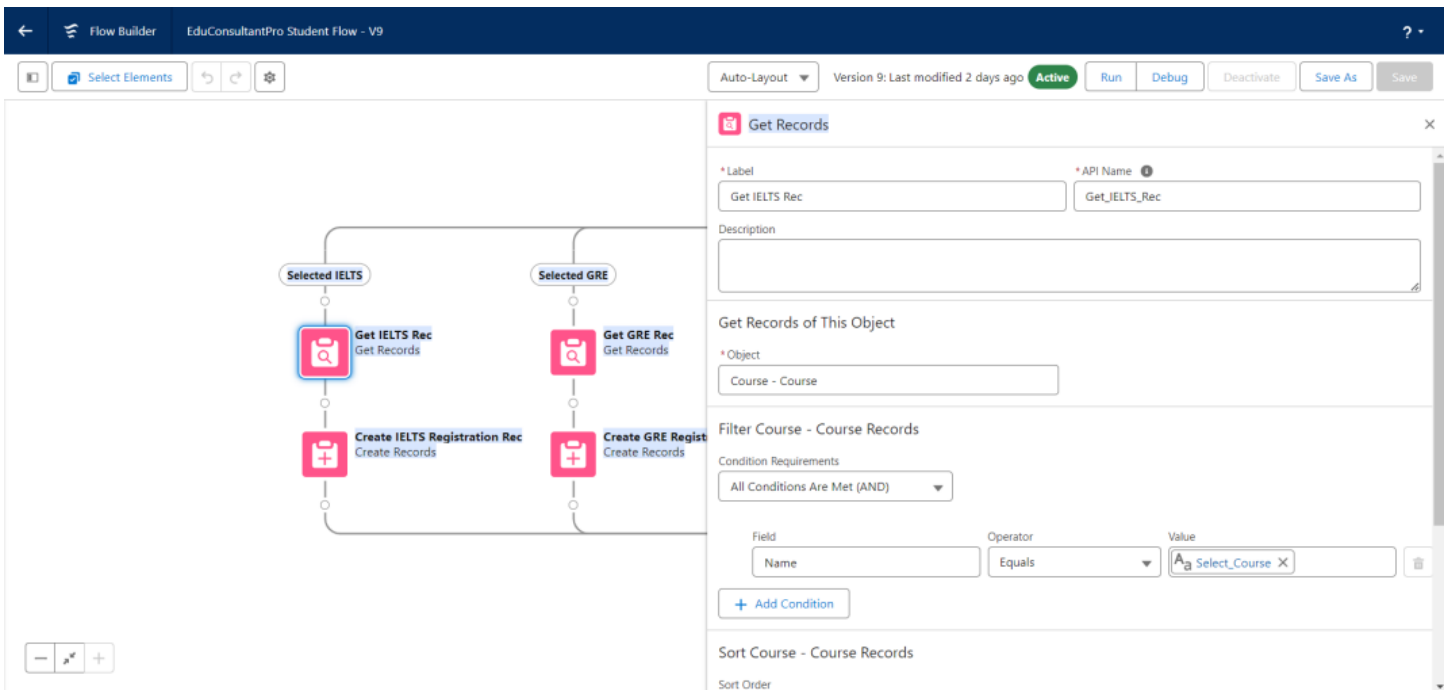 Flow Builder EduConsultantPro Student Flow - V9 ?
Select Elements Auto-Layout Version 9: Last modified 2 days ago Active Run Debug Deactivate Save As Save
Get Records
* Label * API Name
Get IELTS Rec Get_IELTS_Rec
Description
Selected IELTS Selected GRE
Get IELTS Rec Get GRE Rec
Get Records Get Records
Create IELTS Registration Rec Create GRE Regist
Create Records Create Records
Get Records of This Object
* Object
Course - Course
Filter Course - Course Records
Condition Requirements
All Conditions Are Met (AND)
Field Operator Value
Name Equals Aa Select_Course
+ Add Condition
Sort Course - Course Records
Sort Order